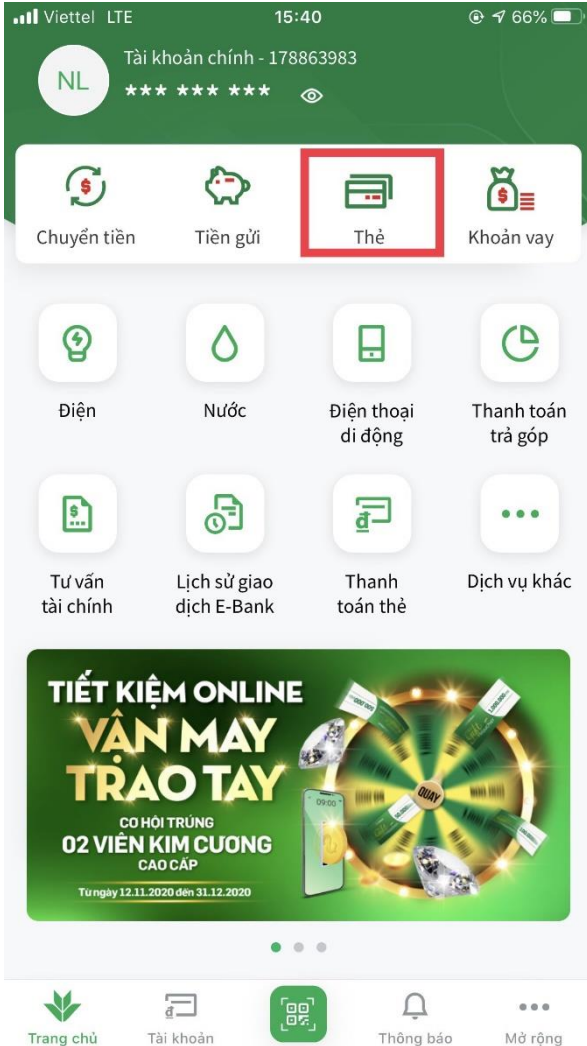 Viettel LTE 15:40 66%
Tài khoản chính - 178863983
NL
*** *** ***
Chuyển tiền Tiền gửi Thẻ Khoản vay
Điện Nước Điện thoại Thanh toán
di động trả góp
Tư vấn Lịch sử giao Thanh Dịch vụ khác
tài chính dịch E-Bank toán thẻ
TIẾT KIỆM ONLINE
VẬN MAY
TRAO TAY
CƠ HỘI TRÚNG
02 VIÊN KIM CƯƠNG
CAO CẤP
Từ ngày 12.11.2020 đến 31.12.2020
09:00
QUAY
Trang chủ Tài khoản Thông báo Mở rộng